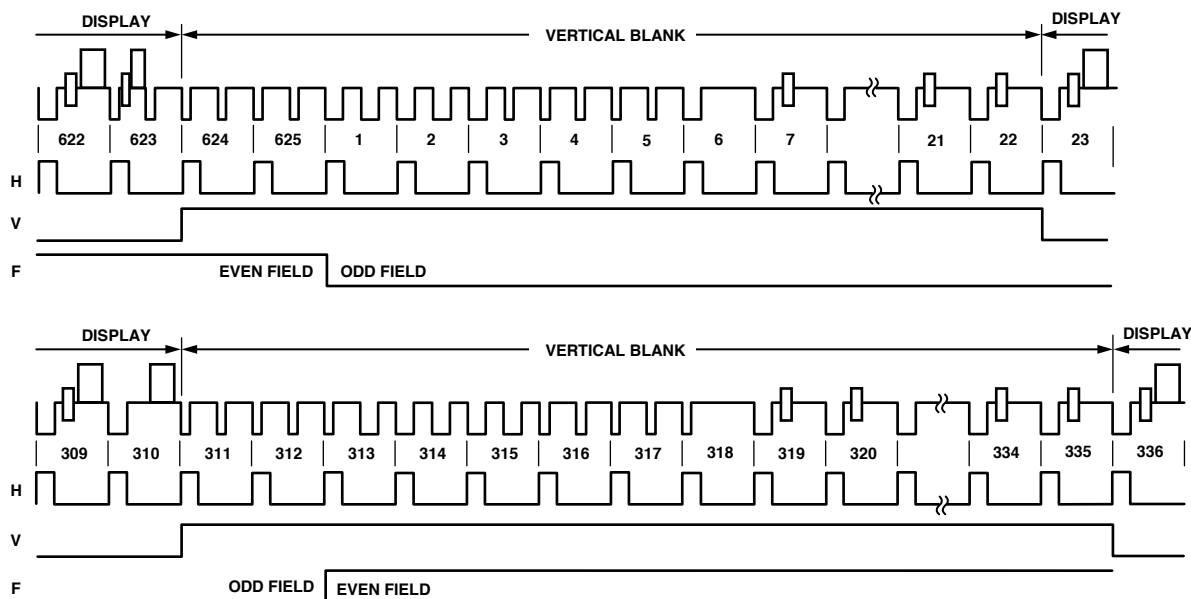 DISPLAY VERTICAL BLANK DISPLAY
622 623 624 625 1 2 3 4 5 6 7 21 22 23
H
V
F EVEN FIELD ODD FIELD
DISPLAY VERTICAL BLANK DISPLAY
309 310 311 312 313 314 315 316 317 318 319 320 334 335 336
H
V
F ODD FIELD EVEN FIELD